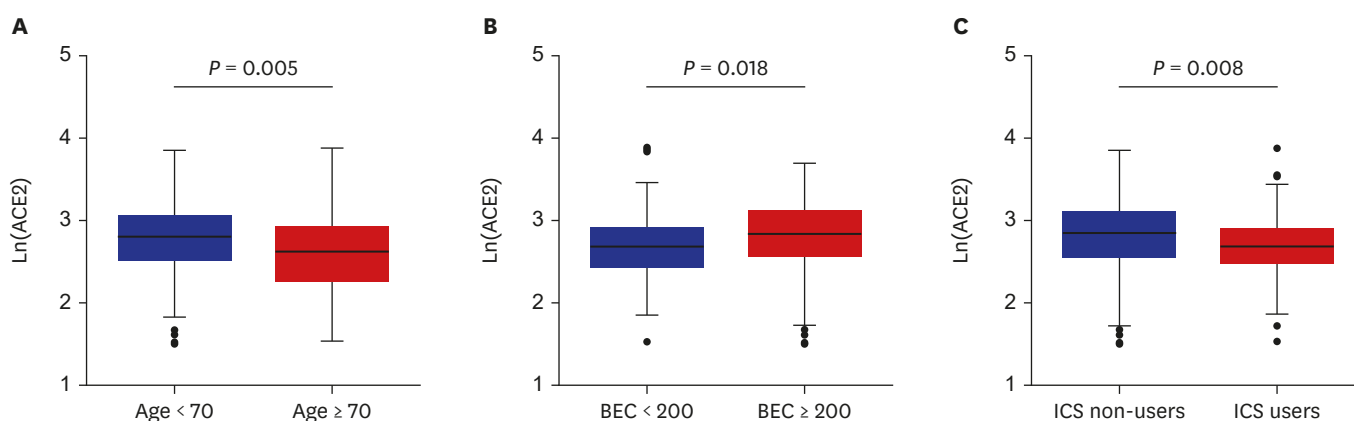 A
Ln(ACE2)
5
4
3
2
1
P = 0.005
Age < 70
Age ≥ 70
B
Ln(ACE2)
5
4
3
2
1
P = 0.018
BEC < 200
BEC ≥ 200
C
Ln(ACE2)
5
4
3
2
1
P = 0.008
ICS non-users
ICS users